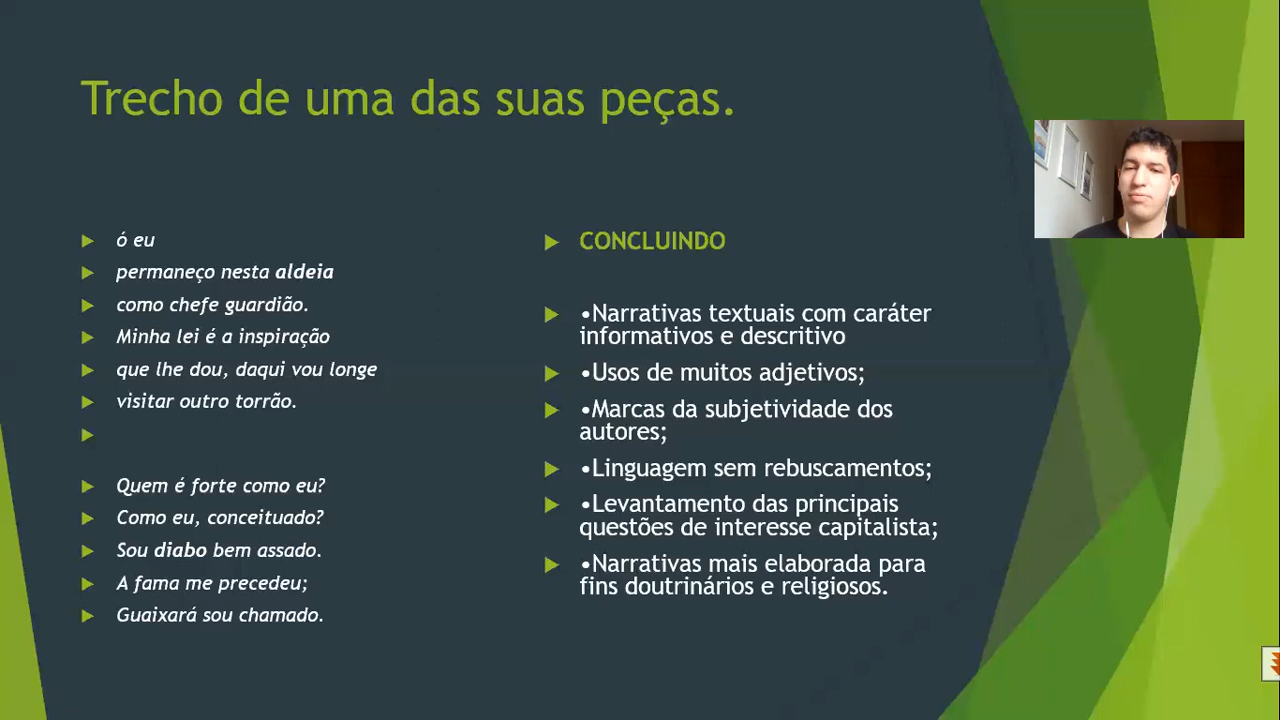 Trecho de uma das suas peças.
ó eu
permaneço nesta aldeia
como chefe guardião.
Minha lei é a inspiração
que lhe dou, daqui vou longe
visitar outro torrão.
Quem é forte como eu?
Como eu, conceituado?
Sou diabo bem assado.
A fama me precedeu;
Guaixará sou chamado.
CONCLUINDO
•Narrativas textuais com caráter
informativos e descritivo
•Usos de muitos adjetivos;
•Marcas da subjetividade dos
autores;
•Linguagem sem rebuscamentos;
•Levantamento das principais
questões de interesse capitalista;
•Narrativas mais elaborada para
fins doutrinários e religiosos.